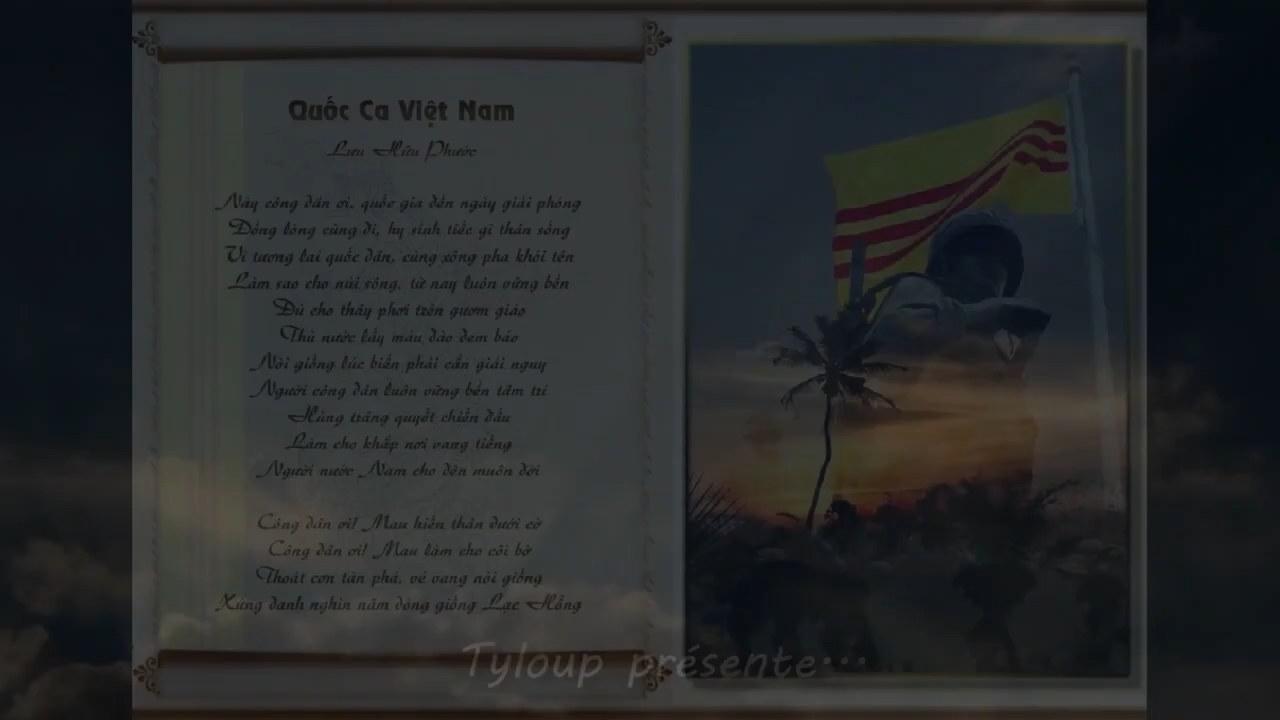 Quốc Ca Việt Nam
Lưu Hữu Phước
Này công dân ơi, quốc gia đến ngày giải phóng
Đồng lòng cùng đi, hy sinh tiếc gì thân sống
Vì tương lai quốc dân, cùng xông pha khói tên
Làm sao cho núi sông, từ nay luôn vững bền
Dù cho thây phơi trên gươm giáo
Thù nước lấy máu đào đem báo
Nòi giống lúc biến phải cần giải nguy
Người công dân luôn vững bền tâm trí
Hùng tráng quyết chiến đấu
Làm cho khắp nơi vang tiếng
Người nước Nam cho đến muôn đời
Công dân ơi! Mau hiến thân dưới cờ
Công dân ơi! Mau làm cho cõi bờ
Thoát cơn tàn phá, vẻ vang nòi giống
Xứng danh nghìn năm dòng giống Lạc Hồng
Tyloup présente...